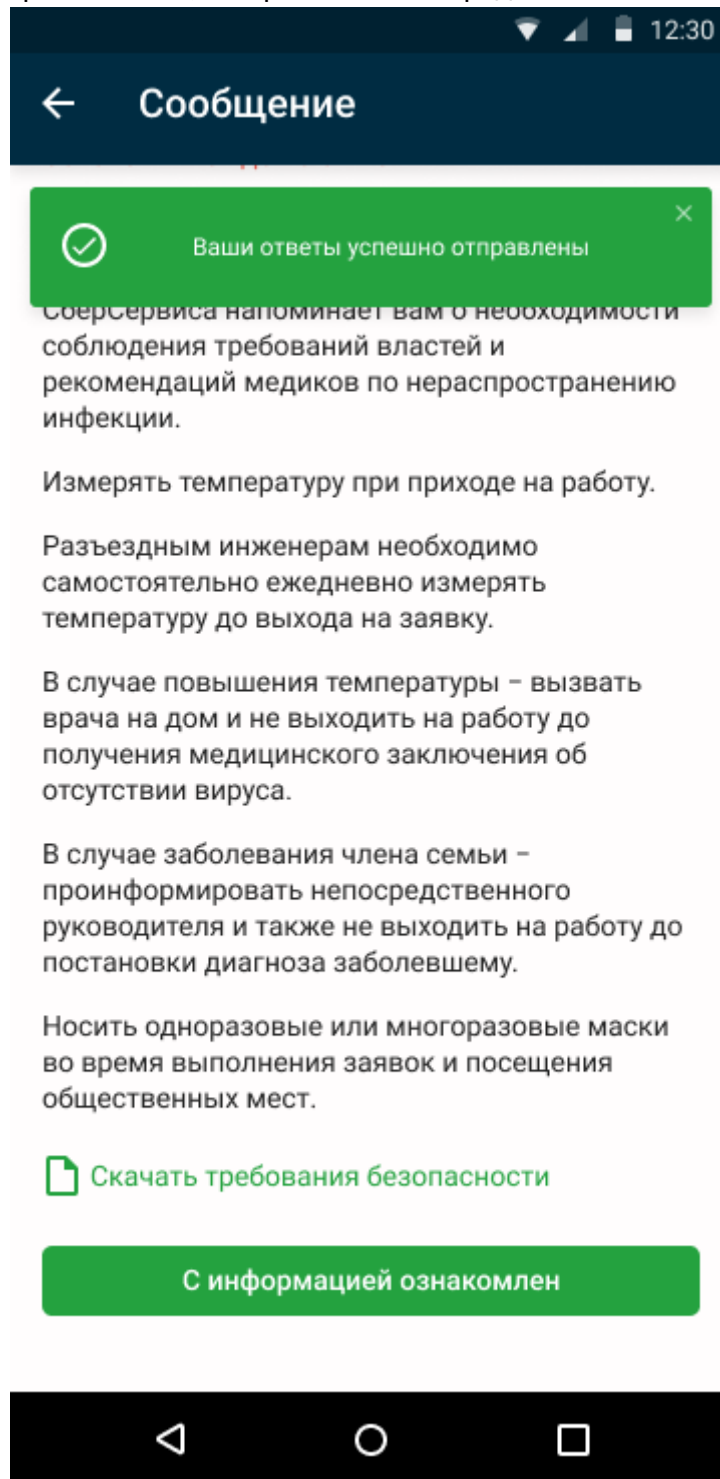 12:30
Сообщение
Ваши ответы успешно отправлены
СберСервиса напоминает вам о необходимости
соблюдения требований властей и
рекомендаций медиков по нераспространению
инфекции.
Измерять температуру при приходе на работу.
Разъездным инженерам необходимо
самостоятельно ежедневно измерять
температуру до выхода на заявку.
В случае повышения температуры – вызвать
врача на дом и не выходить на работу до
получения медицинского заключения об
отсутствии вируса.
В случае заболевания члена семьи –
проинформировать непосредственного
руководителя и также не выходить на работу до
постановки диагноза заболевшему.
Носить одноразовые или многоразовые маски
во время выполнения заявок и посещения
общественных мест.
Скачать требования безопасности
С информацией ознакомлен